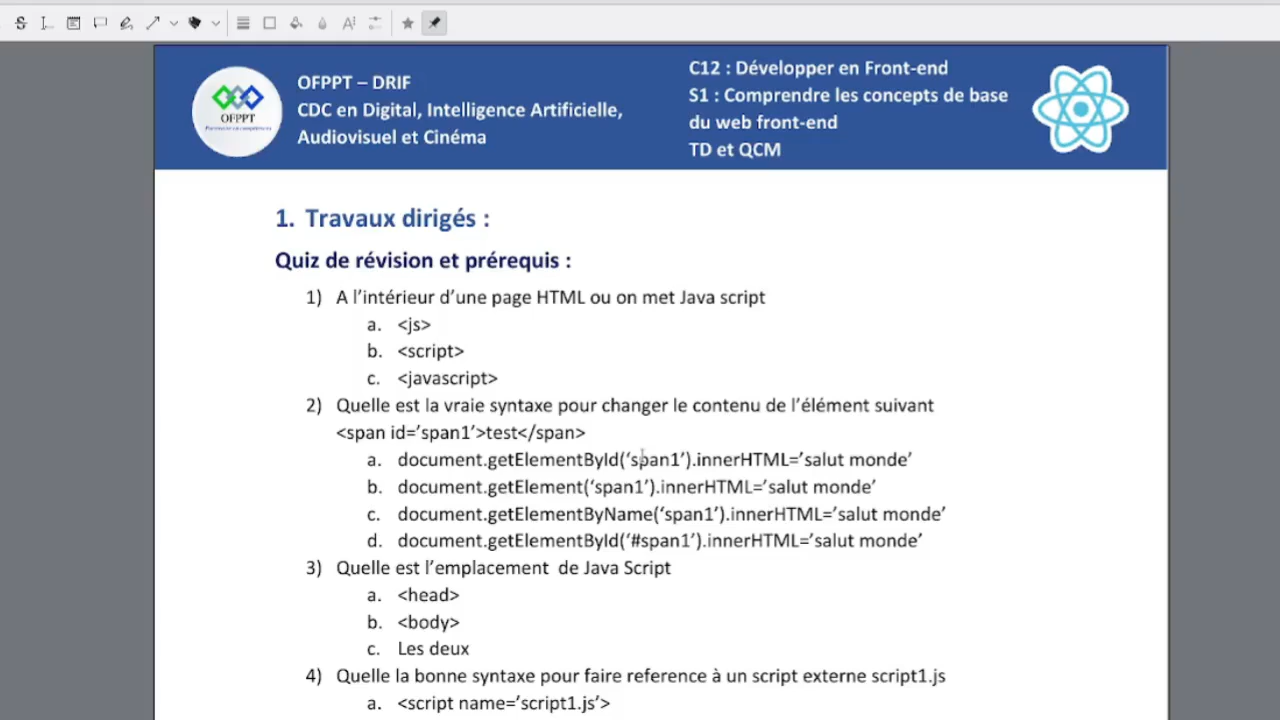 OFPPT
OFPPT – DRIF
CDC en Digital, Intelligence Artificielle,
Audiovisuel et Cinéma
C12 : Développer en Front-end
S1 : Comprendre les concepts de base
du web front-end
TD et QCM
1. Travaux dirigés :
Quiz de révision et prérequis :
1) A l’intérieur d’une page HTML ou on met Java script
a. <js>
b. <script>
c. <javascript>
2) Quelle est la vraie syntaxe pour changer le contenu de l’élément suivant
<span id=’span1’>test</span>
a. document.getElementById(‘span1’).innerHTML=’salut monde’
b. document.getElement(‘span1’).innerHTML=’salut monde’
c. document.getElementByName(‘span1’).innerHTML=’salut monde’
d. document.getElementById(‘#span1’).innerHTML=’salut monde’
3) Quelle est l’emplacement  de Java Script
a. <head>
b. <body>
c. Les deux
4) Quelle la bonne syntaxe pour faire reference à un script externe script1.js
a. <script name=’script1.js’>